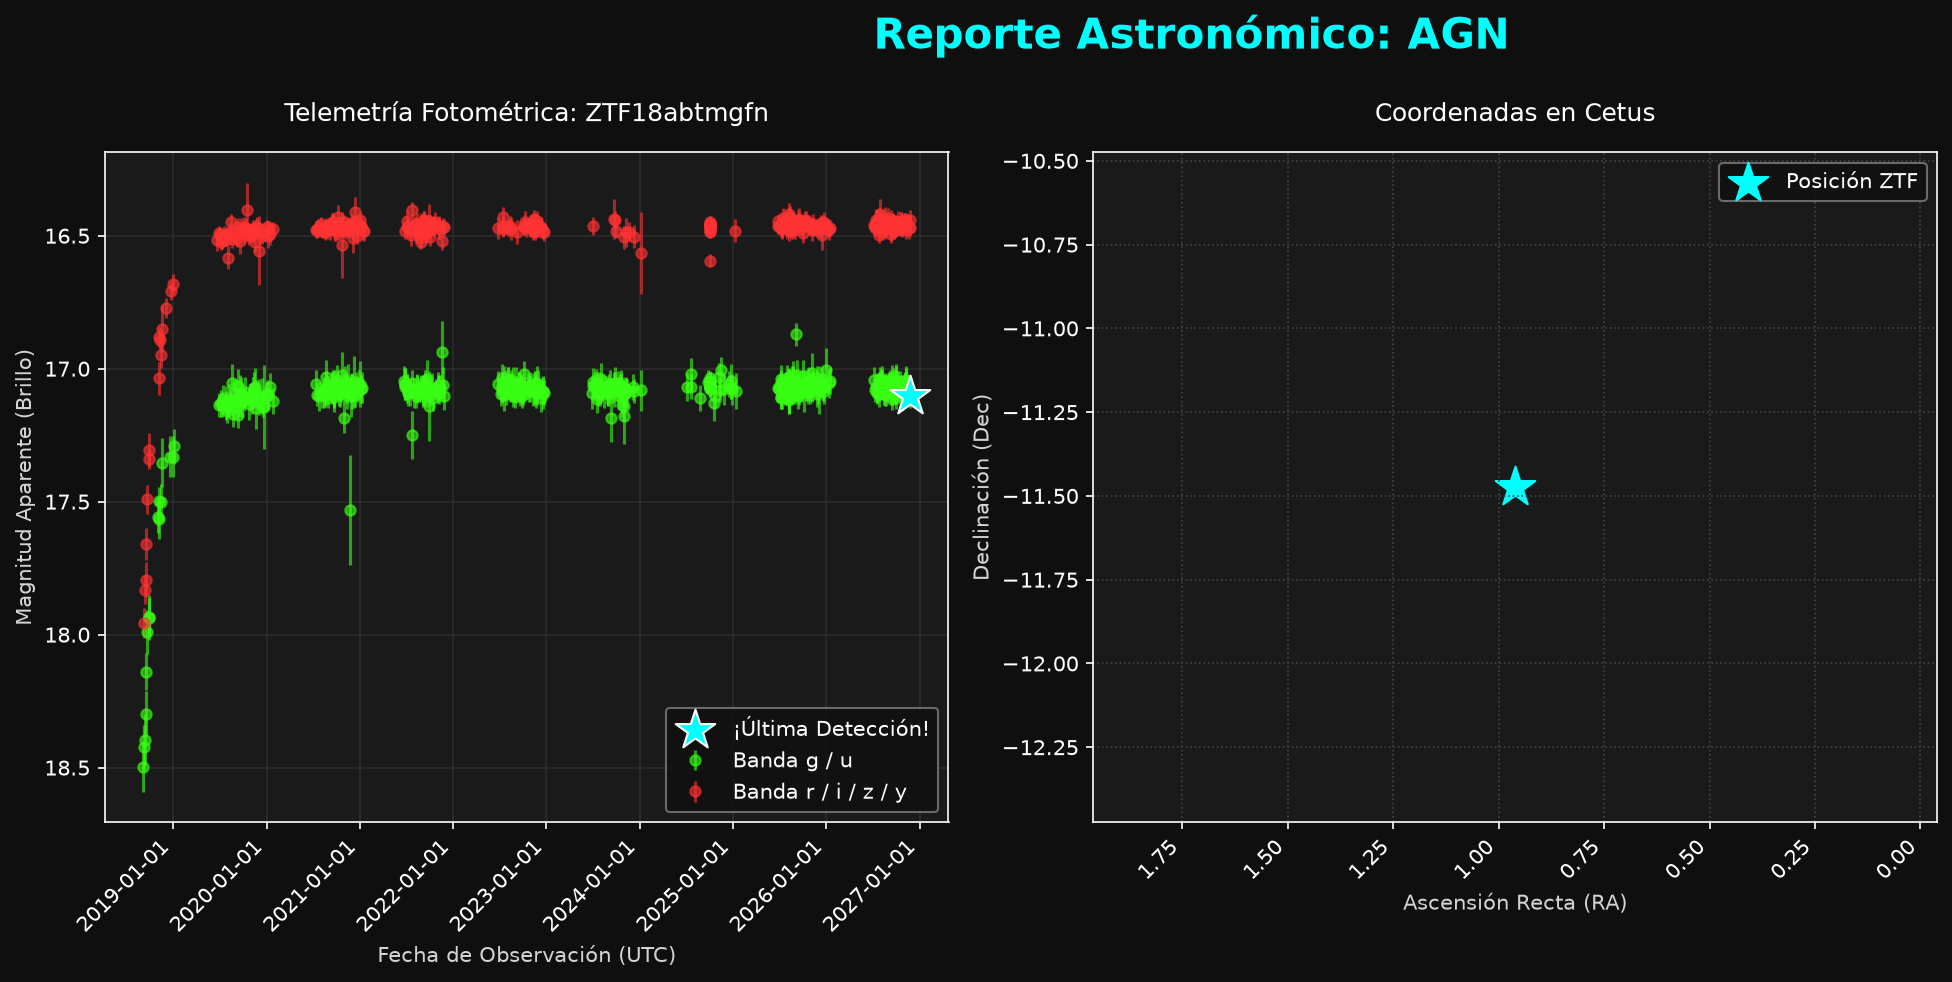 Reporte Astronómico: AGN
Telemetría Fotométrica: ZTF18abtmgfn
Magnitud Aparente (Brillo)
16.5
17.0
17.5
18.0
18.5
¡Última Detección!
Banda g / u
Banda r / i / z / y
2019-01-01
2020-01-01
2021-01-01
2022-01-01
2023-01-01
2024-01-01
2025-01-01
2026-01-01
2027-01-01
Fecha de Observación (UTC)
Coordenadas en Cetus
Declinación (Dec)
−10.50
−10.75
−11.00
−11.25
−11.50
−11.75
−12.00
−12.25
Posición ZTF
1.75
1.50
1.25
1.00
0.75
0.50
0.25
0.00
Ascensión Recta (RA)